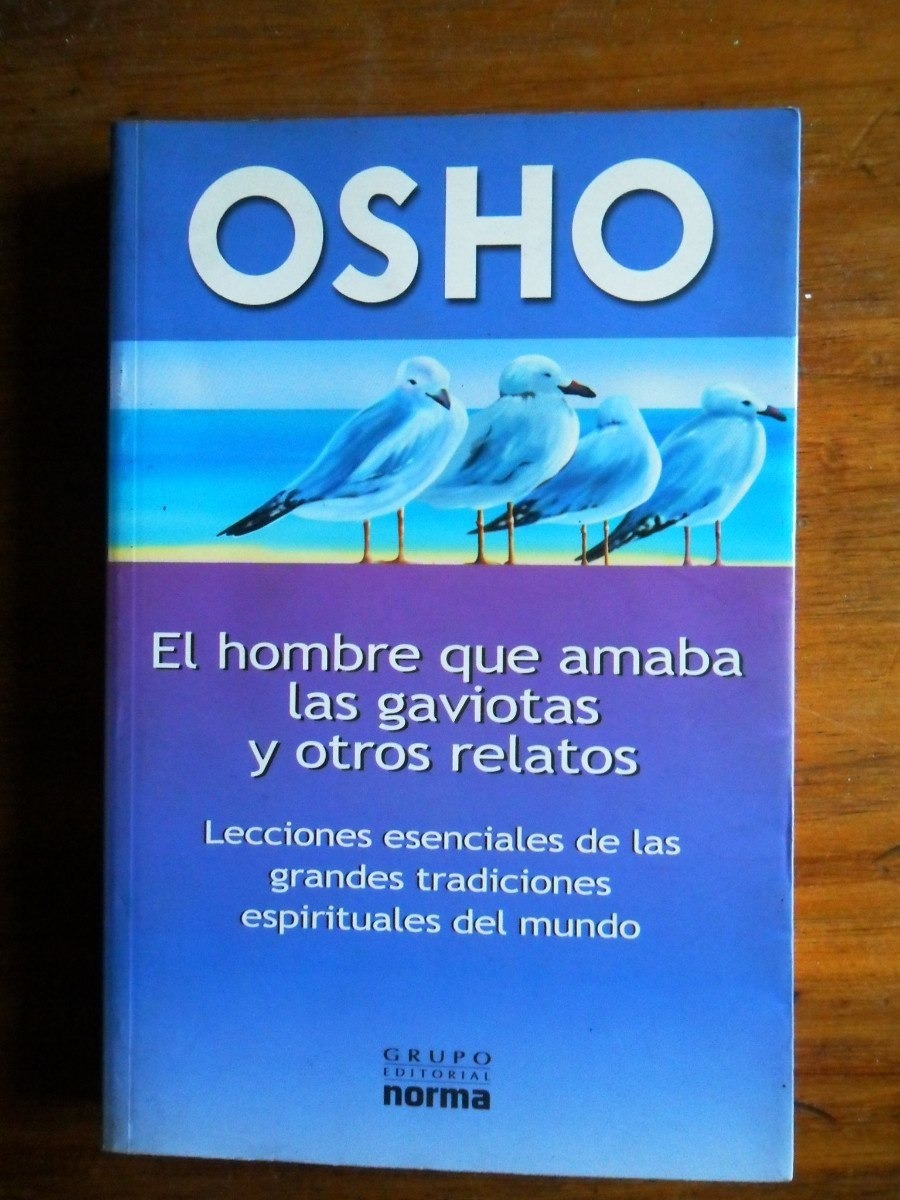 OSHO
El hombre que amaba
las gaviotas
y otros relatos
Lecciones esenciales de las
grandes tradiciones
espirituales del mundo
GRUPO
EDITORIAL
norma